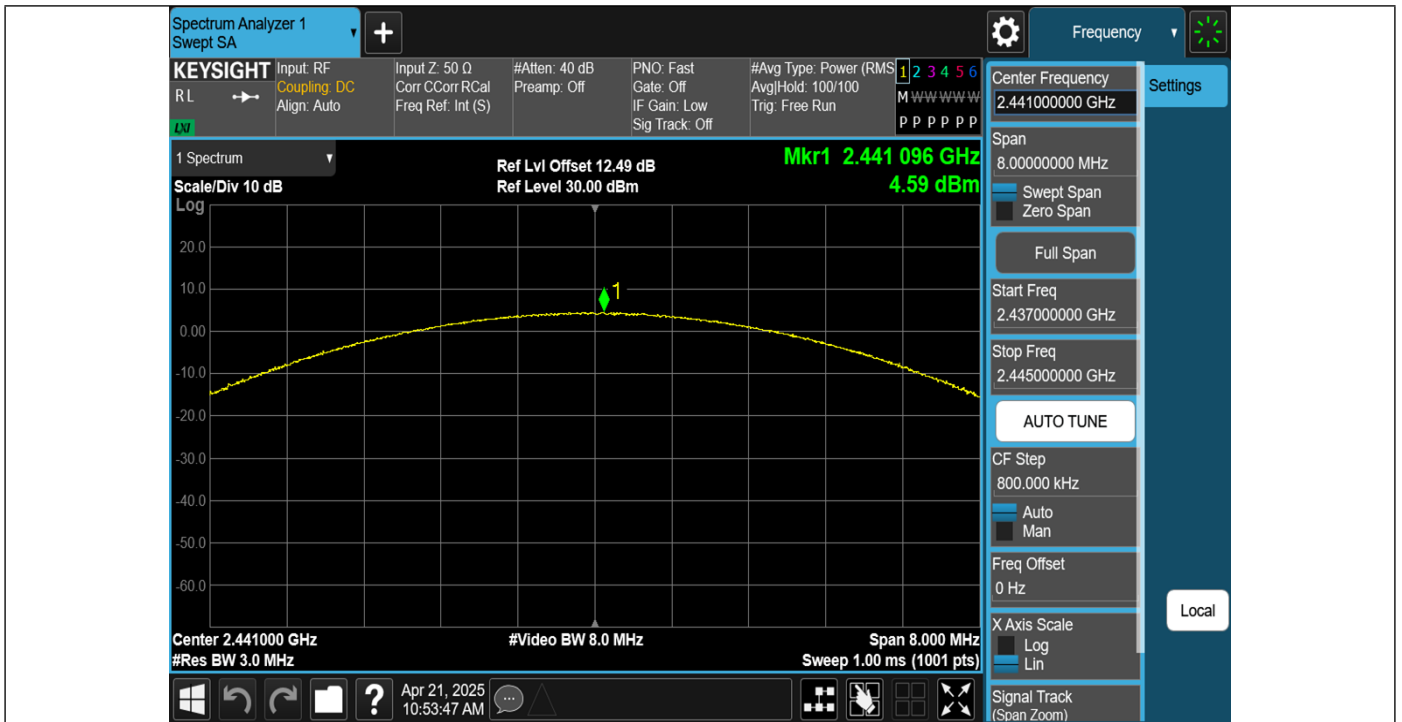 Spectrum Analyzer 1
Swept SA
+
Frequency
KEYSIGHT
RL
LXI
Input: RF
Coupling: DC
Align: Auto
Input Z: 50 Ω
Corr CCorr RCal
Freq Ref: Int (S)
#Atten: 40 dB
Preamp: Off
PNO: Fast
Gate: Off
IF Gain: Low
Sig Track: Off
#Avg Type: Power (RMS
Avg|Hold: 100/100
Trig: Free Run
1 2 3 4 5 6
M W W W W W
P P P P P P
1 Spectrum
Scale/Div 10 dB
Ref Lvl Offset 12.49 dB
Ref Level 30.00 dBm
Mkr1 2.441 096 GHz
4.59 dBm
Log
20.0
10.0
0.00
-10.0
-20.0
-30.0
-40.0
-50.0
-60.0
1
Center 2.441000 GHz
#Res BW 3.0 MHz
#Video BW 8.0 MHz
Span 8.000 MHz
Sweep 1.00 ms (1001 pts)
Center Frequency
2.441000000 GHz
Span
8.00000000 MHz
Swept Span
Zero Span
Full Span
Start Freq
2.437000000 GHz
Stop Freq
2.445000000 GHz
AUTO TUNE
CF Step
800.000 kHz
Auto
Man
Freq Offset
0 Hz
X Axis Scale
Log
Lin
Signal Track
(Span Zoom)
Settings
Local
?
Apr 21, 2025
10:53:47 AM